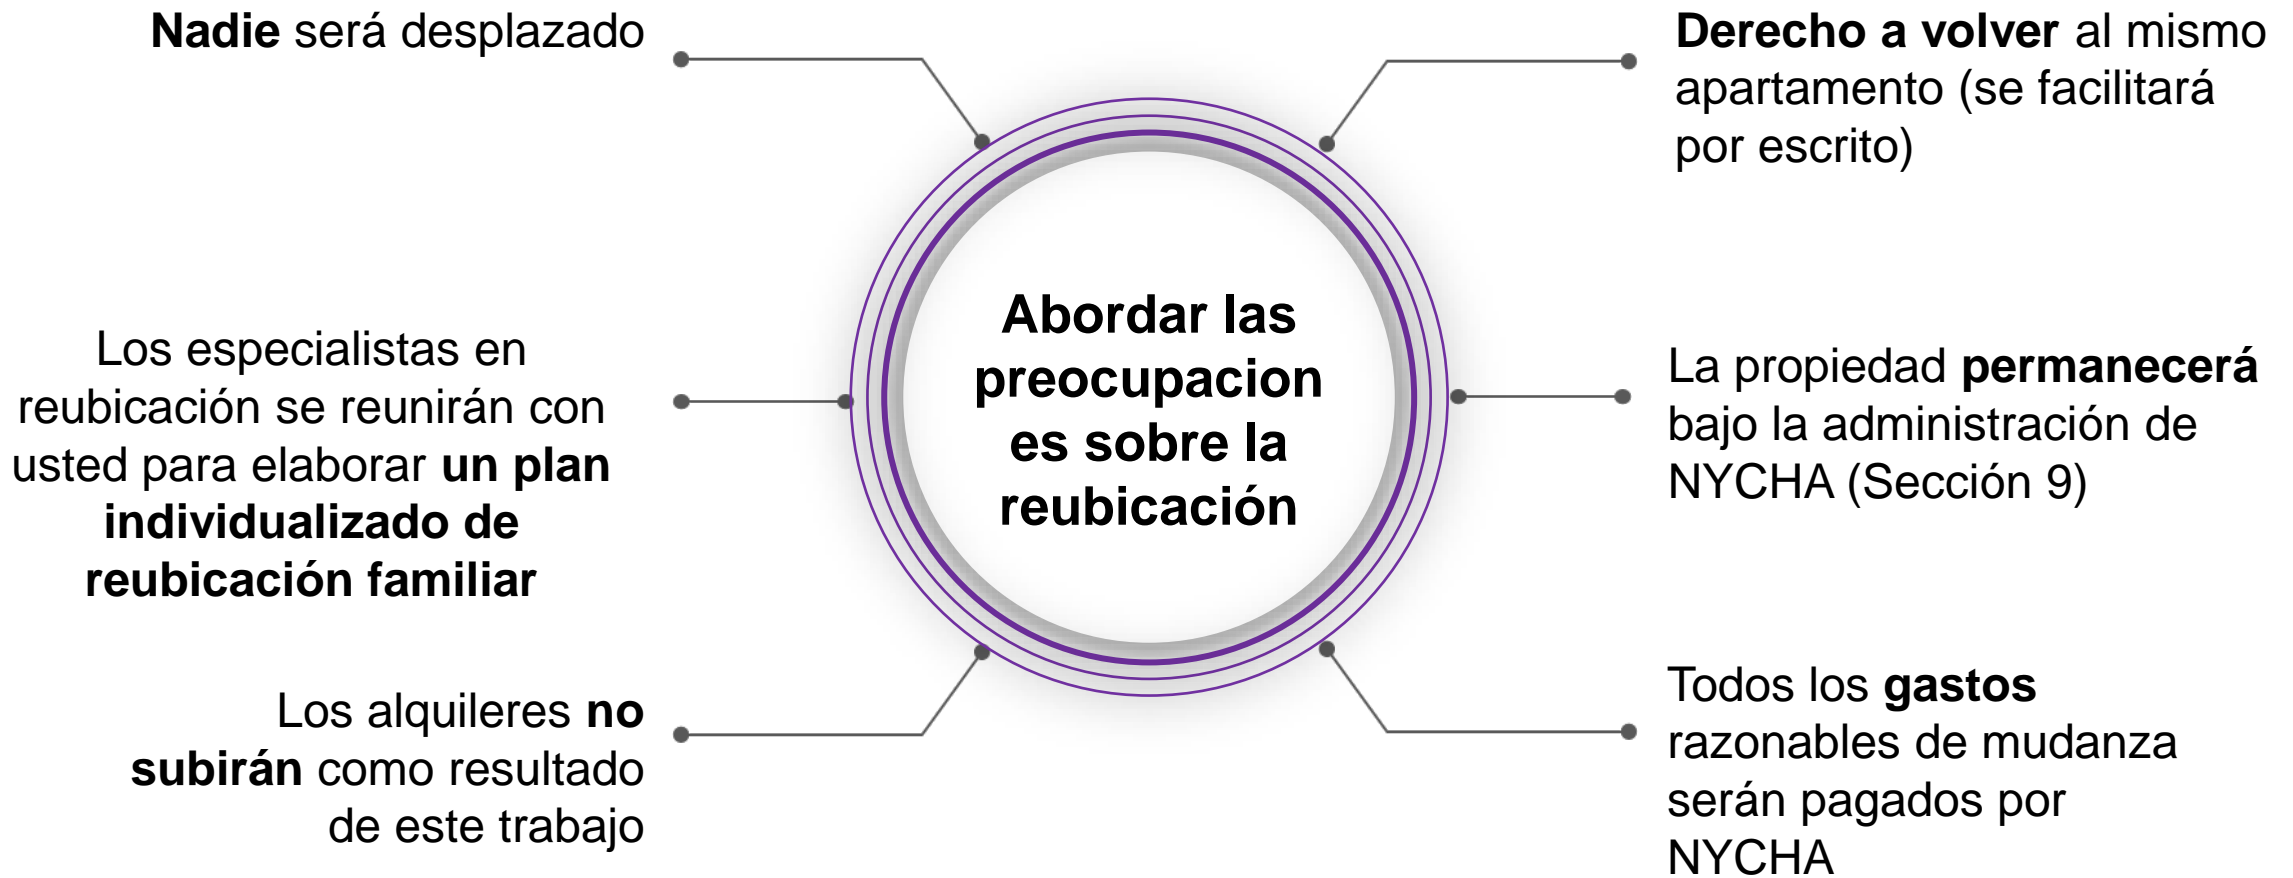 Nadie será desplazado
Los especialistas en
reubicación se reunirán con
usted para elaborar un plan
individualizado de
reubicación familiar
Los alquileres no
subirán como resultado
de este trabajo
Abordar las
preocupacion
es sobre la
reubicación
Derecho a volver al mismo
apartamento (se facilitará
por escrito)
La propiedad permanecerá
bajo la administración de
NYCHA (Sección 9)
Todos los gastos
razonables de mudanza
serán pagados por
NYCHA